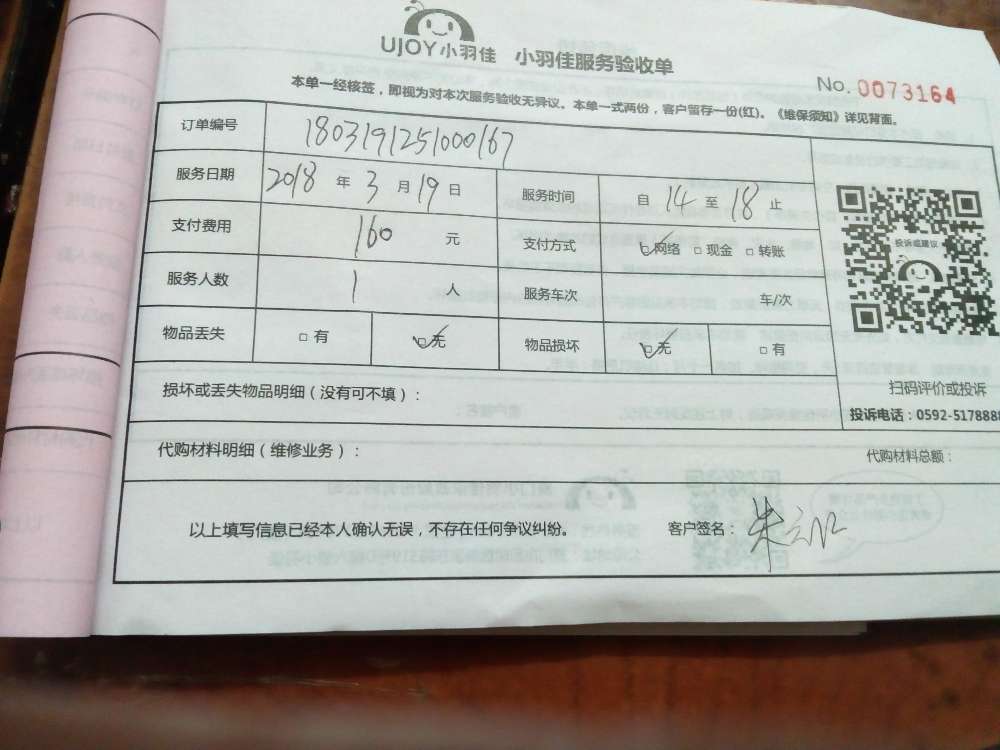 UJOY小羽佳 小羽佳服务验收单
No. 0073164
本单一经核签，即视为对本次服务验收无异议。本单一式两份，客户留存一份(红)。《维保须知》详见背面。
订单编号 1803191251000167
服务日期 2018 年 3 月 19 日 服务时间 自 14 至 18 止
支付费用 160 元 支付方式 网络 现金 转账
服务人数 1 人 服务车次 车/次
物品丢失 有 无 物品损坏 无 有
投诉或建议
扫码评价或投诉
投诉电话：0592-5178888
损坏或丢失物品明细（没有可不填）：
代购材料明细（维修业务）： 代购材料总额：
以上填写信息已经本人确认无误，不存在任何争议纠纷。 客户签名：朱